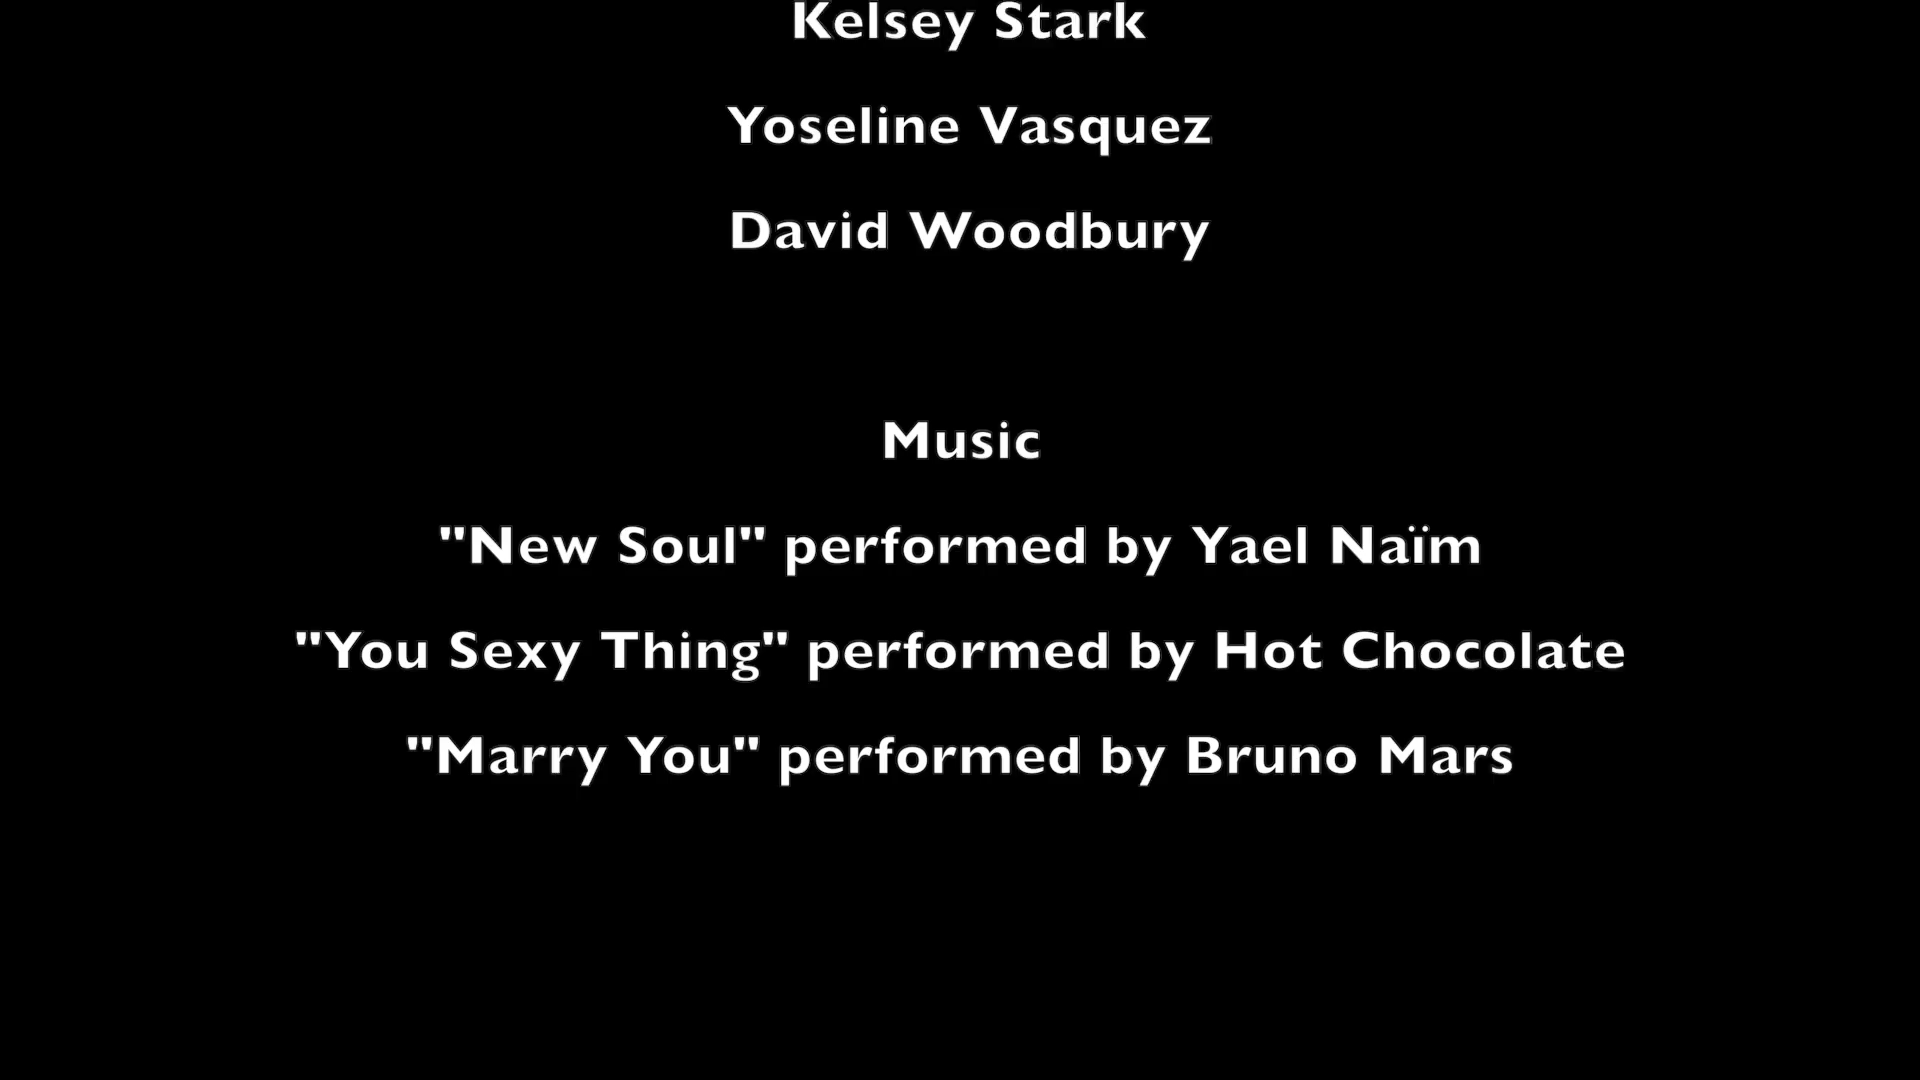 Kelsey Stark
Yoseline Vasquez
David Woodbury
Music
"New Soul" performed by Yael Naïm
"You Sexy Thing" performed by Hot Chocolate
"Marry You" performed by Bruno Mars